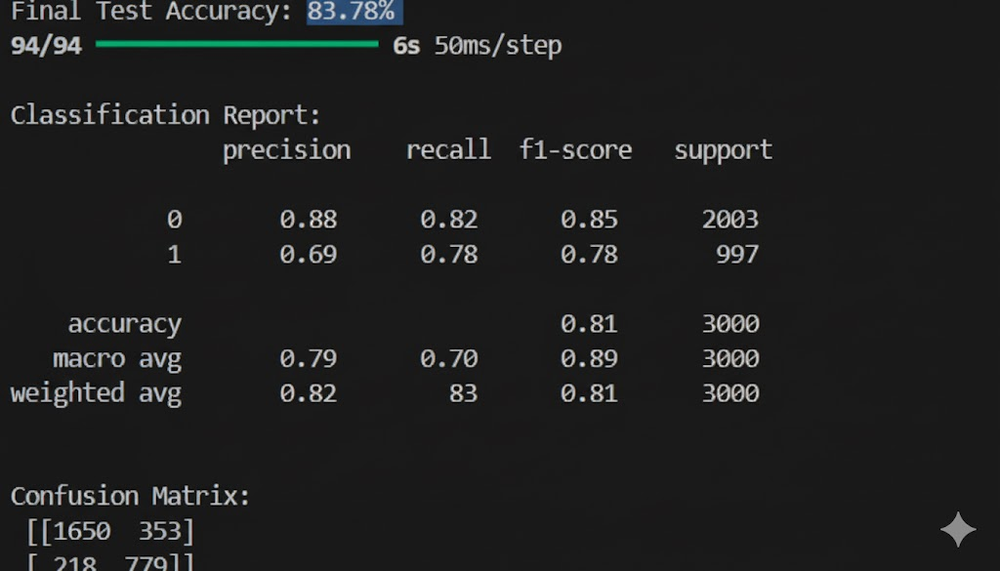 Final Test Accuracy: 83.78%
94/94 6s 50ms/step
Classification Report:
precision recall f1-score support
0 0.88 0.82 0.85 2003
1 0.69 0.78 0.78 997
accuracy 0.81 3000
macro avg 0.79 0.70 0.89 3000
weighted avg 0.82 83 0.81 3000
Confusion Matrix:
[[1650 353]
[ 218 779]]